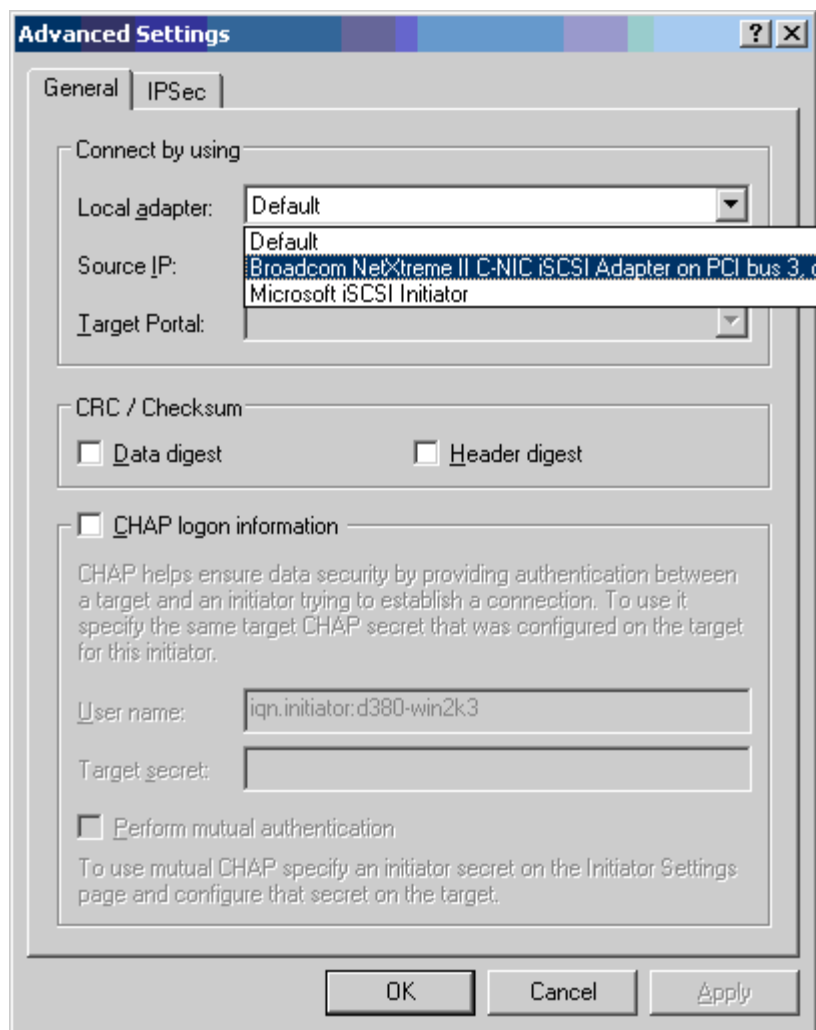 Advanced Settings
General
IPSec
Connect by using
Local adapter:
Default
Default
Source IP:
Broadcom NetXtreme II C-NIC iSCSI Adapter on PCI bus 3,
Microsoft iSCSI Initiator
Target Portal:
CRC / Checksum
Data digest
Header digest
CHAP logon information
CHAP helps ensure data security by providing authentication between
a target and an initiator trying to establish a connection. To use it
specify the same target CHAP secret that was configured on the target
for this initiator.
User name:
iqn.initiator:d380-win2k3
Target secret:
Perform mutual authentication
To use mutual CHAP specify an initiator secret on the Initiator Settings
page and configure that secret on the target.
OK
Cancel
Apply